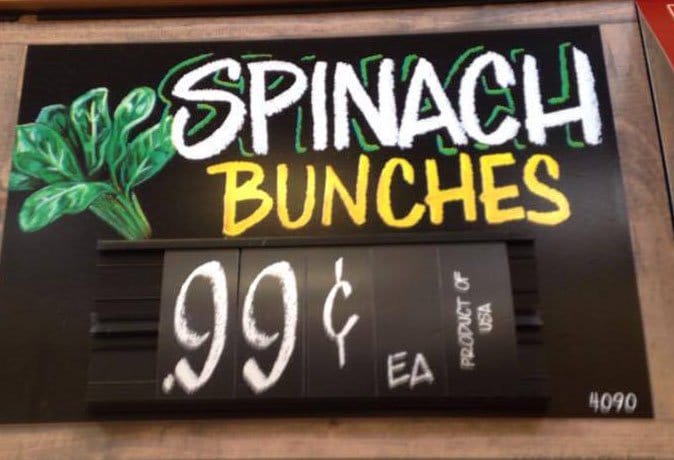 SPINACH
BUNCHES
.99¢ EA
PRODUCT OF
USA
4090